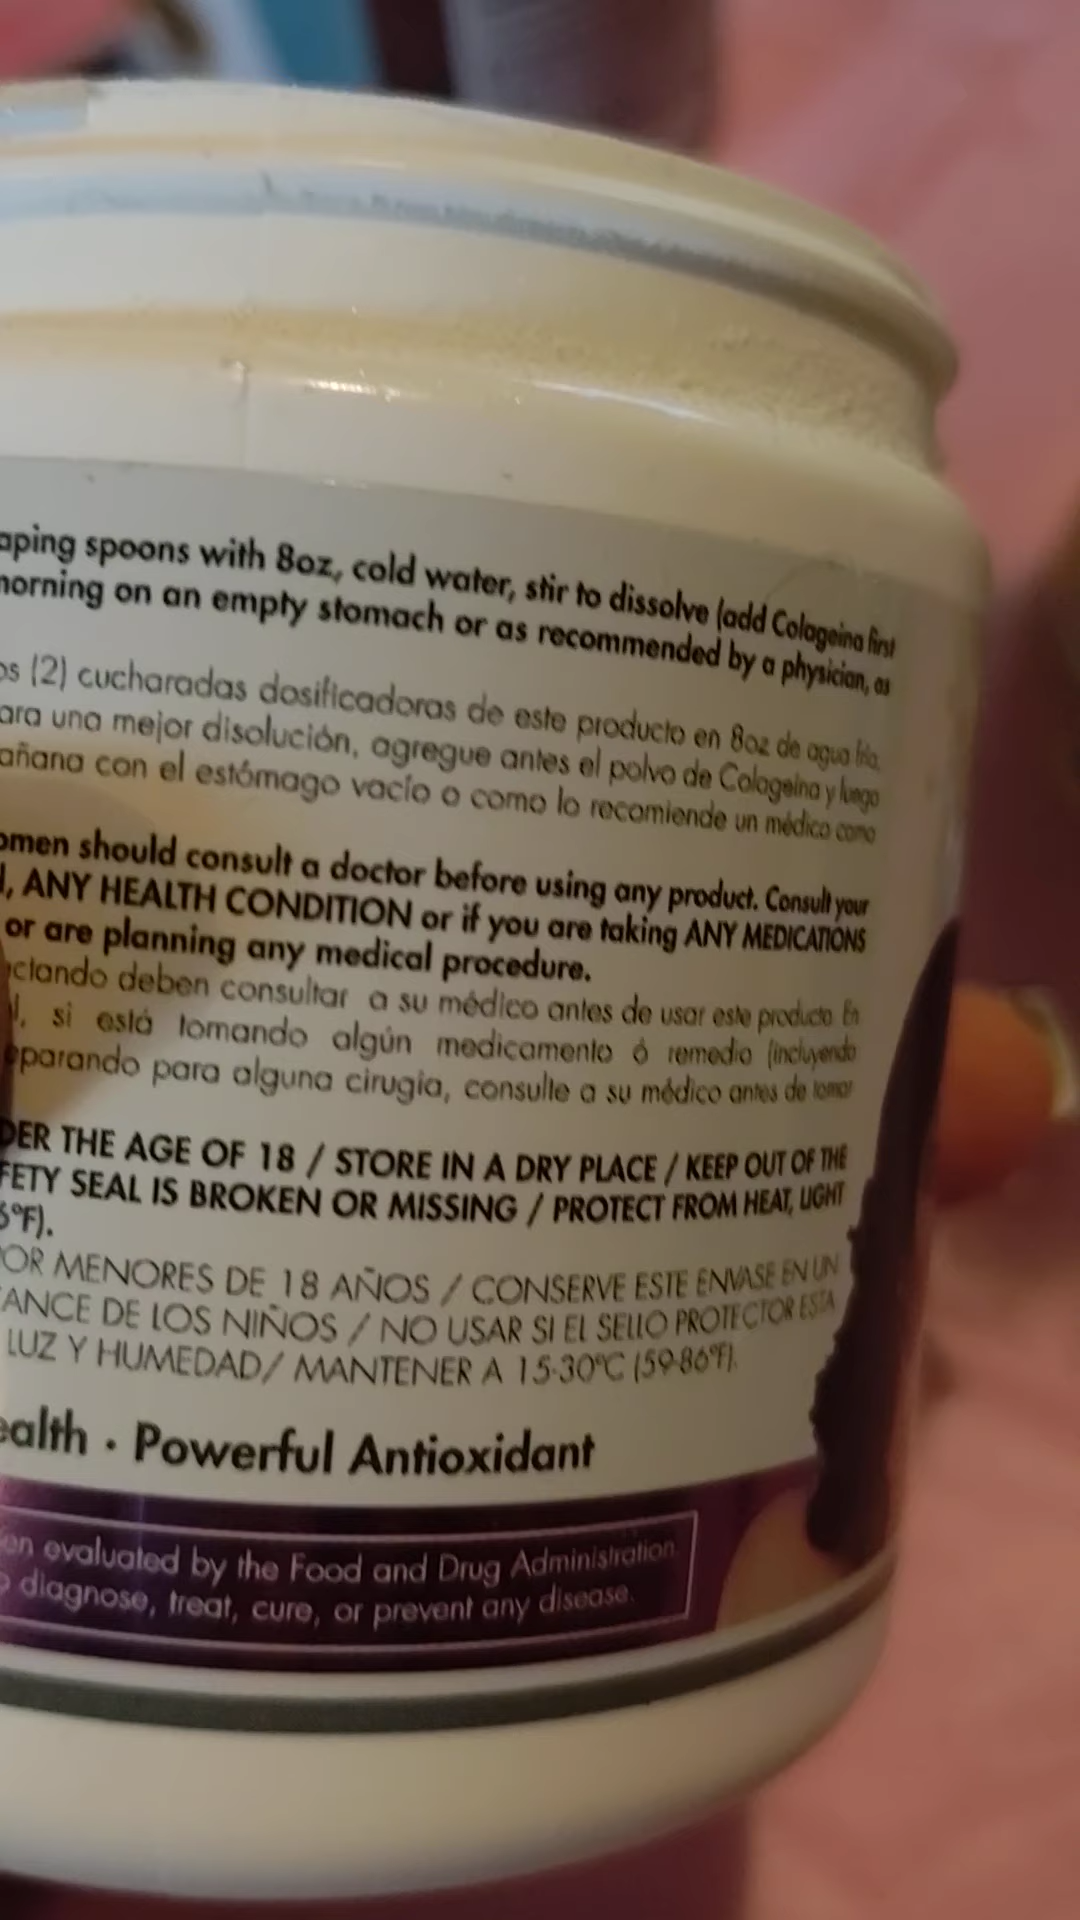 aping spoons with 8oz, cold water, stir to dissolve (add Colageina first
morning on an empty stomach or as recommended by a physician, as
os (2) cucharadas dosificadoras de este producto en 8oz de agua fría,
ara una mejor disolución, agregue antes el polvo de Colageina y luego
añana con el estómago vacío o como lo recomiende un médico como
omen should consult a doctor before using any product. Consult your
l, ANY HEALTH CONDITION or if you are taking ANY MEDICATIONS
or are planning any medical procedure.
ctando deben consultar a su médico antes de usar este producto. En
l, si está tomando algún medicamento ó remedio (incluyendo
eparando para alguna cirugía, consulte a su médico antes de tomar
DER THE AGE OF 18 / STORE IN A DRY PLACE / KEEP OUT OF THE
FETY SEAL IS BROKEN OR MISSING / PROTECT FROM HEAT, LIGHT
6°F).
OR MENORES DE 18 AÑOS / CONSERVE ESTE ENVASE EN UN
ANCE DE LOS NIÑOS / NO USAR SI EL SELLO PROTECTOR ESTA
LUZ Y HUMEDAD/ MANTENER A 15-30°C (59-86°F).
ealth · Powerful Antioxidant
en evaluated by the Food and Drug Administration.
o diagnose, treat, cure, or prevent any disease.